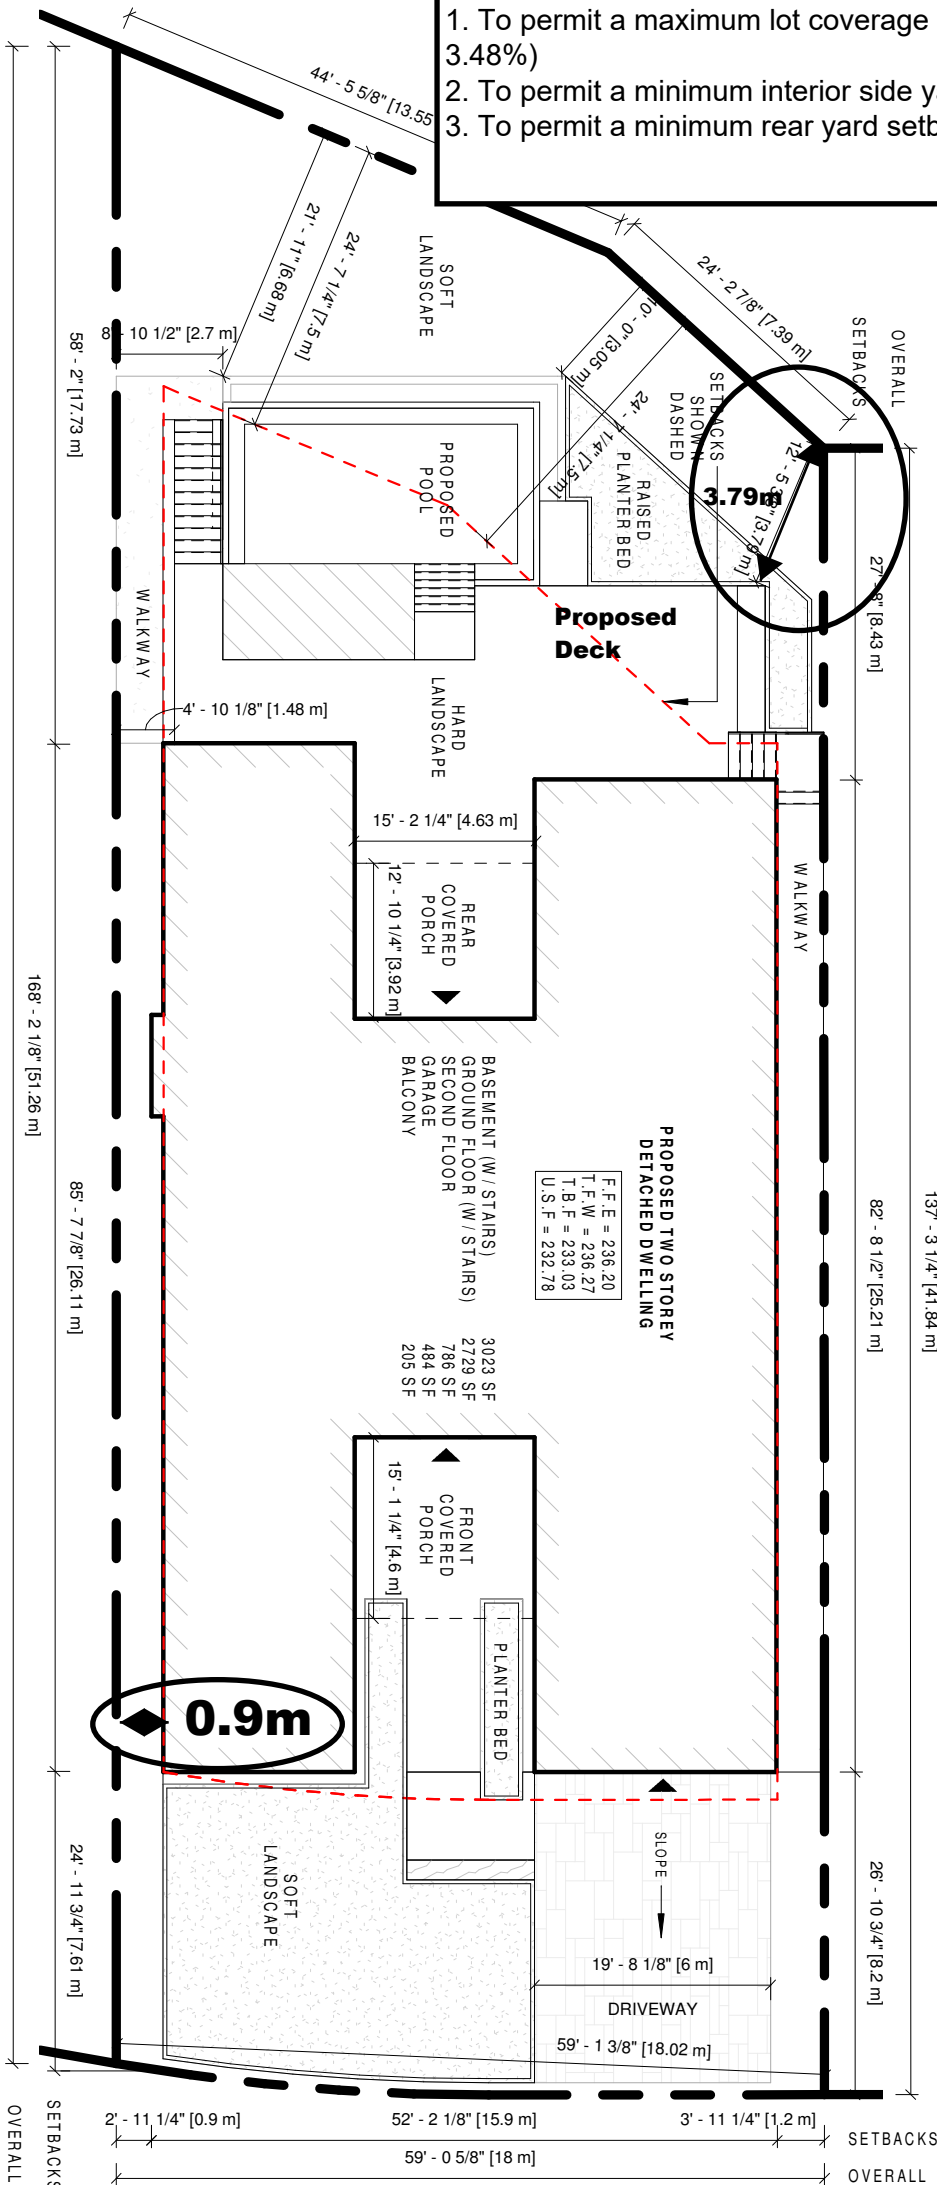 1. To permit a maximum lot coverage
3.48%)
2. To permit a minimum interior side ya
3. To permit a minimum rear yard setb
44' - 5 5/8" [13.55
21' - 11" [6.68 m]
24' - 7 1/4" [7.5 m]
SOFT
LANDSCAPE
24' - 2 7/8" [7.39 m]
10' - 0" [3.05 m]
24' - 7 1/4" [7.5 m]
SETBACKS
SHOWN
DASHED
SETBACKS
OVERALL
8' - 10 1/2" [2.7 m]
58' - 2" [17.73 m]
PROPOSED
POOL
RAISED
PLANTER BED
3.79m
[3.79 m]
27' - 8" [8.43 m]
WALKWAY
Proposed
Deck
4' - 10 1/8" [1.48 m]
HARD
LANDSCAPE
15' - 2 1/4" [4.63 m]
12' - 10 1/4" [3.92 m]
REAR
COVERED
PORCH
WALKWAY
168' - 2 1/8" [51.26 m]
85' - 7 7/8" [26.11 m]
137' - 3 1/4" [41.84 m]
82' - 8 1/2" [25.21 m]
PROPOSED TWO STOREY
DETACHED DWELLING
F.F.E = 236.20
T.F.W = 236.27
T.B.F = 233.03
U.S.F = 232.78
BASEMENT (W / STAIRS) 3023 SF
GROUND FLOOR (W / STAIRS) 2729 SF
SECOND FLOOR 786 SF
GARAGE 484 SF
BALCONY 205 SF
15' - 1 1/4" [4.6 m]
FRONT
COVERED
PORCH
PLANTER BED
0.9m
SLOPE
SOFT
LANDSCAPE
24' - 11 3/4" [7.61 m]
26' - 10 3/4" [8.2 m]
19' - 8 1/8" [6 m]
DRIVEWAY
59' - 1 3/8" [18.02 m]
2' - 11 1/4" [0.9 m]
52' - 2 1/8" [15.9 m]
3' - 11 1/4" [1.2 m]
SETBACKS
59' - 0 5/8" [18 m]
OVERALL
SETBACKS
OVERALL